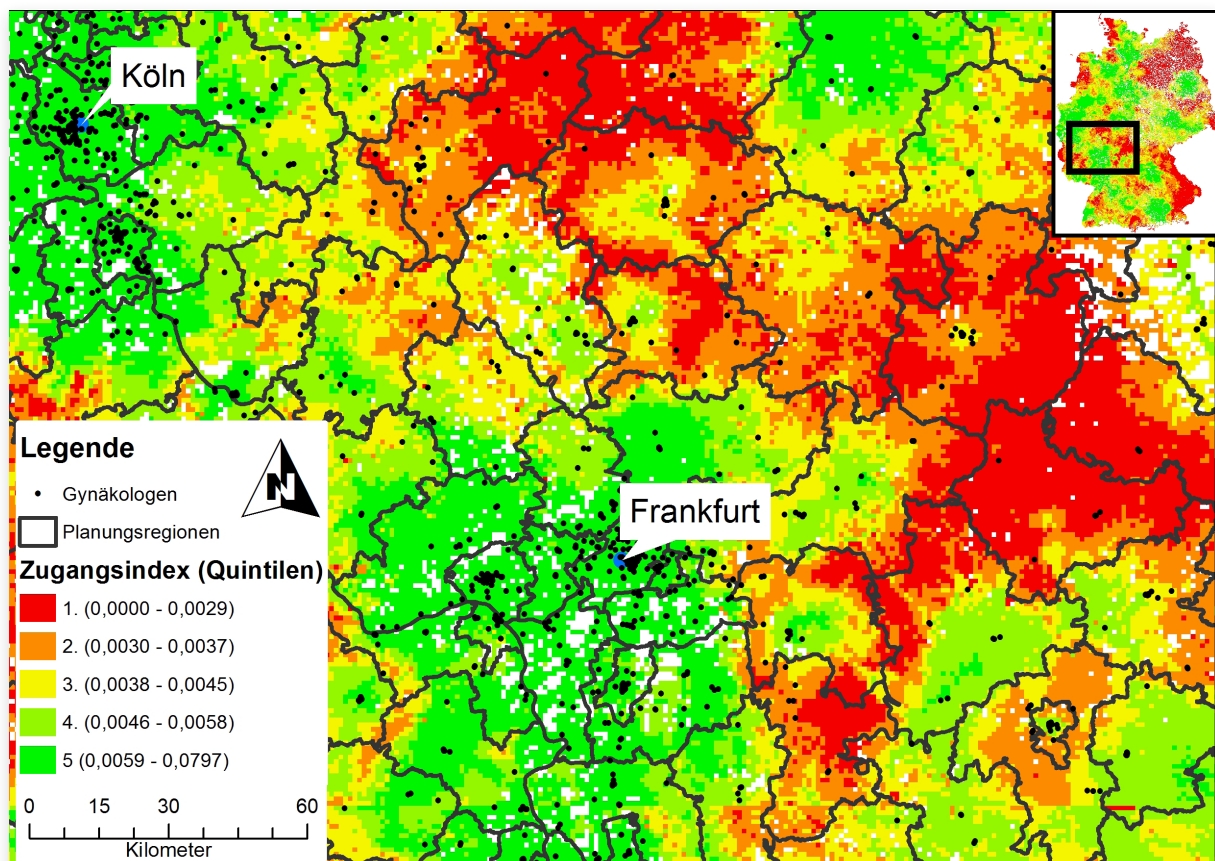 Köln
Frankfurt
Legende
N
Gynäkologen
Planungsregionen
Zugangsindex (Quintilen)
1. (0,0000 - 0,0029)
2. (0,0030 - 0,0037)
3. (0,0038 - 0,0045)
4. (0,0046 - 0,0058)
5 (0,0059 - 0,0797)
0 15 30 60
Kilometer